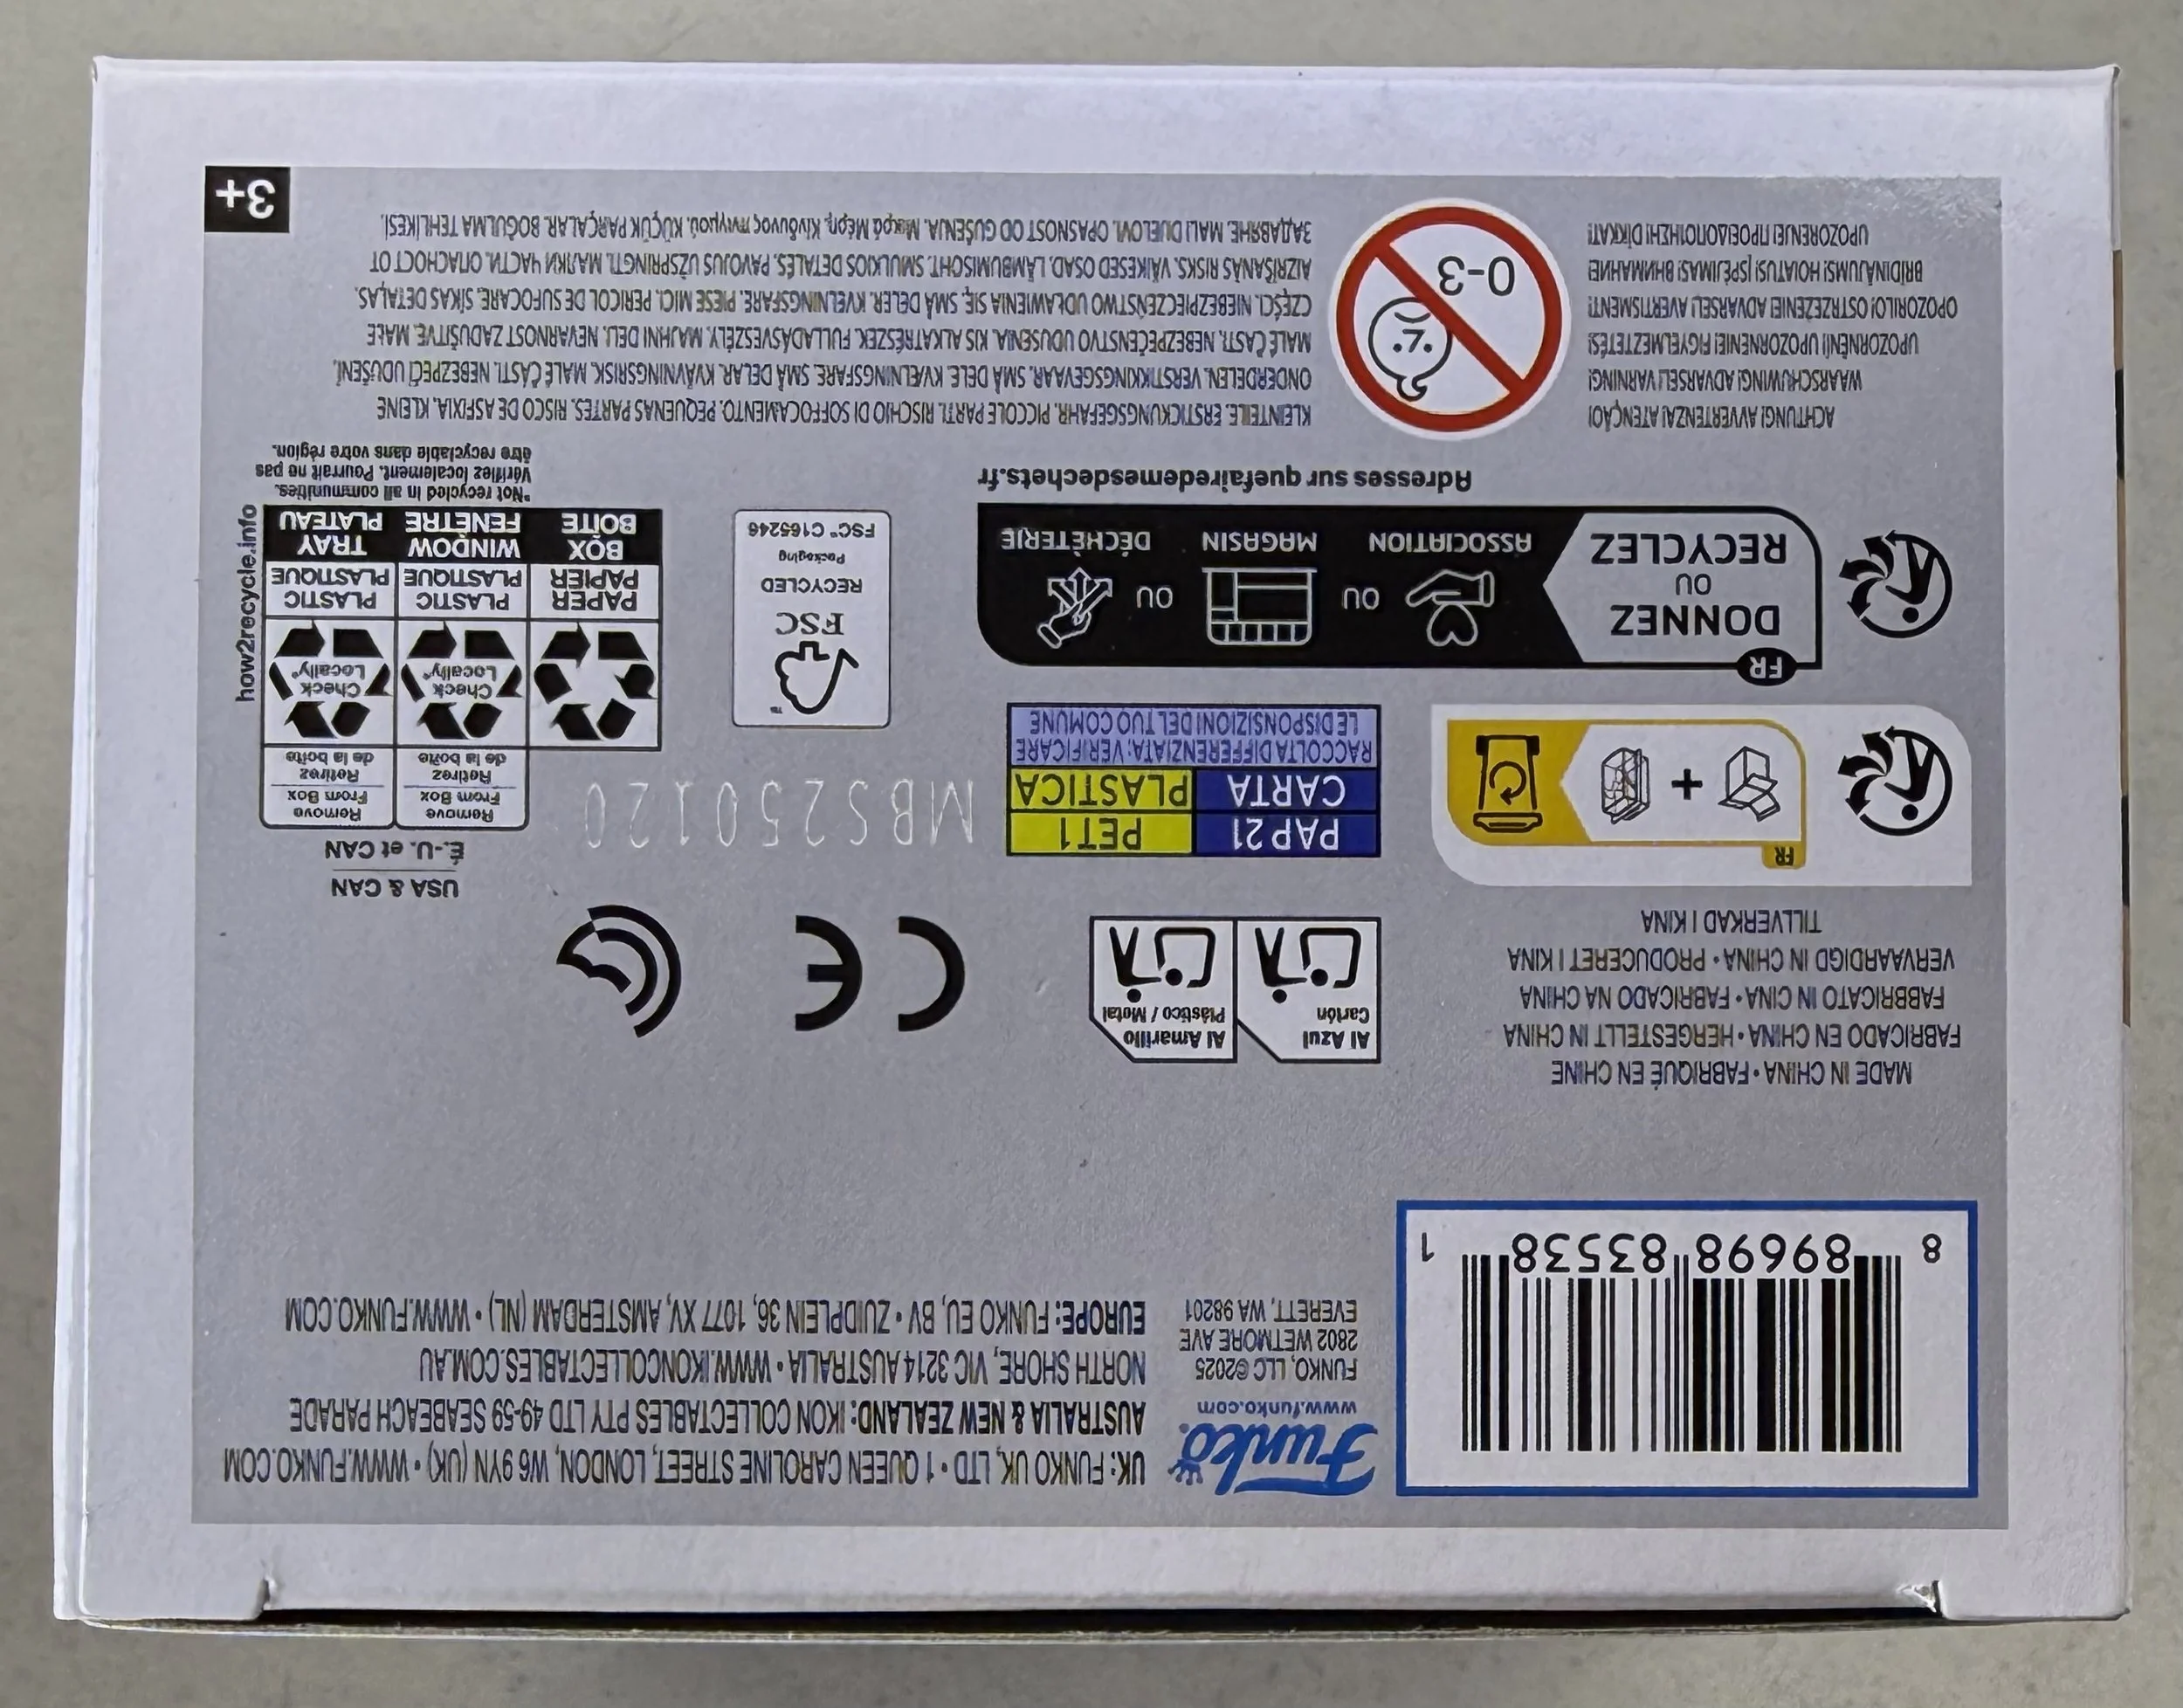 8 89698 83538 1
Funko®
www.funko.com
FUNKO, LLC ©2025
2802 WETMORE AVE
EVERETT, WA 98201
UK: FUNKO UK, LTD • 1 QUEEN CAROLINE STREET, LONDON, W6 9YN (UK) • WWW.FUNKO.COM
AUSTRALIA & NEW ZEALAND: IKON COLLECTABLES PTY LTD 49-59 SEABEACH PARADE
NORTH SHORE, VIC 3214 AUSTRALIA • WWW.IKONCOLLECTABLES.COM.AU
EUROPE: FUNKO EU, BV • ZUIDPLEIN 36, 1077 XV, AMSTERDAM (NL) • WWW.FUNKO.COM
MADE IN CHINA • FABRIQUÉ EN CHINE
FABRICADO EN CHINA • HERGESTELLT IN CHINA
FABBRICATO IN CINA • FABRICADO NA CHINA
VERVAARDIGD IN CHINA • PRODUCERET I KINA
TILLVERKAD I KINA
Al Azul
Cartón
Al Amarillo
Plástico / Metal
CE
USA & CAN
É.-U. et CAN
FR
PAP21
PET1
CARTA
PLASTICA
RACCOLTA DIFFERENZIATA: VERIFICARE
LE DISPOSIZIONI DEL TUO COMUNE
MBS250120
Remove
From Box
Retirez
de la boîte
Remove
From Box
Retirez
de la boîte
Check
Locally*
Check
Locally*
PAPER
PAPIER
PLASTIC
PLASTIQUE
PLASTIC
PLASTIQUE
BOX
BOÎTE
WINDOW
FENÊTRE
TRAY
PLATEAU
how2recycle.info
*Not recycled in all communities.
Vérifiez localement. Pourrait ne pas
être recyclable dans votre région.
FR
DONNEZ
OU
RECYCLEZ
ASSOCIATION
OU
MAGASIN
OU
DÉCHÈTERIE
Adresses sur quefairedemesdechets.fr
TM
FSC
RECYCLED
Packaging
FSC® C165246
ACHTUNG! AVVERTENZA! ATENÇÃO!
WAARSCHUWING! ADVARSEL! VARNING!
UPOZORNĚNÍ! UPOZORNENIE! FIGYELMEZTETÉS!
OPOZORILO! OSTRZEŻENIE! ADVARSEL! AVERTISMENT!
BRĪDINĀJUMS! HOIATUS! ĮSPĖJIMAS! ВНИМАНИЕ
UPOZORENJE! ΠΡΟΕΙΔΟΠΟΙΗΣΗ! DİKKAT!
0-3
KLEINTEILE. ERSTICKUNGSGEFAHR. PICCOLE PARTI. RISCHIO DI SOFFOCAMENTO. PEQUENAS PARTES. RISCO DE ASFIXIA. KLEINE
ONDERDELEN. VERSTIKKINGSGEVAAR. SMÅ DELE. KVÆLNINGSFARE. SMÅ DELAR. KVÄVNINGSRISK. MALÉ ČÁSTI. NEBEZPEČÍ UDUŠENÍ.
MALÉ ČASTI. NEBEZPEČENSTVO UDUSENIA. KIS ALKATRÉSZEK. FULLADÁSVESZÉLY. MAJHNI DELI. NEVARNOST ZADUŠITVE. MAŁE
CZĘŚCI. NIEBEZPIECZEŃSTWO UDŁAWIENIA SIĘ. SMÅ DELER. KVELNINGSFARE. PIESE MICI. PERICOL DE SUFOCARE. SĪKAS DETAĻAS.
AIZRĪŠANĀS RISKS. VÄIKESED OSAD. LÄMBUMISOHT. SMULKIOS DETALĖS. PAVOJUS UŽSPRINGTI. МАЛКИ ЧАСТИ. ОПАСНОСТ ОТ
ЗАДАВЯНЕ. MALI DIJELOVI. OPASNOST OD GUŠENJA. Μικρά Μέρη. Κίνδυνος πνιγμού. KÜÇÜK PARÇALAR. BOĞULMA TEHLİKESİ.
3+